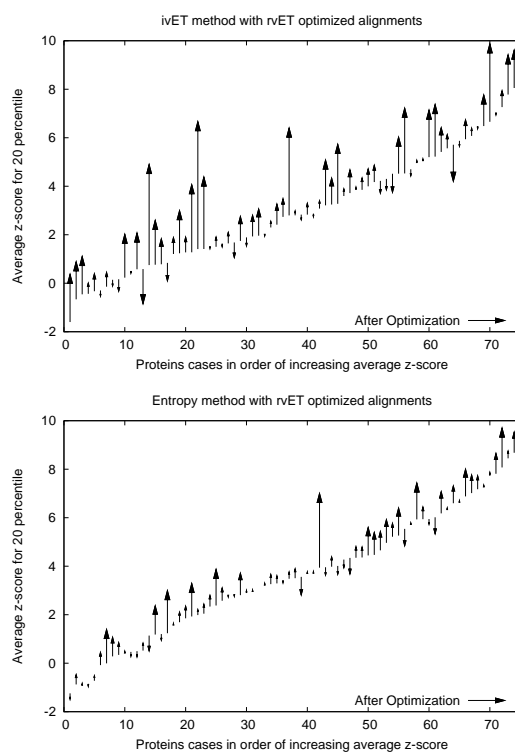 ivET method with rvET optimized alignments
10
8
6
4
2
0
-2
Average z-score for 20 percentile
After Optimization
0 10 20 30 40 50 60 70
Proteins cases in order of increasing average z-score
Entropy method with rvET optimized alignments
10
8
6
4
2
0
-2
Average z-score for 20 percentile
After Optimization
0 10 20 30 40 50 60 70
Proteins cases in order of increasing average z-score